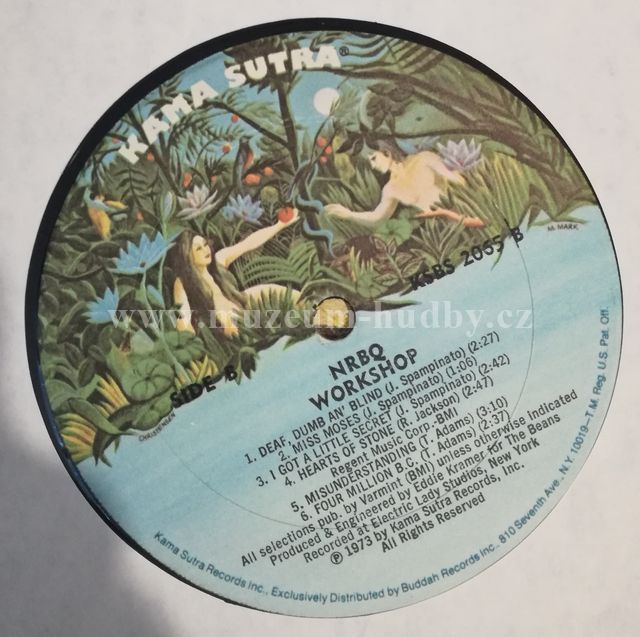 KAMA SUTRA®
M. MARK
KSBS 2065 B
www.muzeum-hudby.cz
SIDE B
CHRISTENSEN
NRBQ
WORKSHOP
1. DEAF, DUMB AN' BLIND (J. Spampinato) (2:27)
2. MISS MOSES (J. Spampinato) (1-06)
3. I GOT A LITTLE SECRET (J. Spampinato) (2:42)
4. HEARTS OF STONE (R. Jackson) (2:47)
Regent Music Corp.-BMI
5. MISUNDERSTANDING (T. Adams) (3-10)
6. FOUR MILLION B.C. (T. Adams) (2:37)
All selections pub. by Varmint (BMI) unless otherwise indicated
Produced & Engineered by Eddie Kramer for The Beans
Recorded at Electric Lady Studios, New York
℗ 1973 by Kama Sutra Records, Inc.
All Rights Reserved
Kama Sutra Records Inc., Exclusively Distributed by Buddah Records Inc., 810 Seventh Ave., N.Y. 10019-T.M. Reg. U.S. Pat. Off.